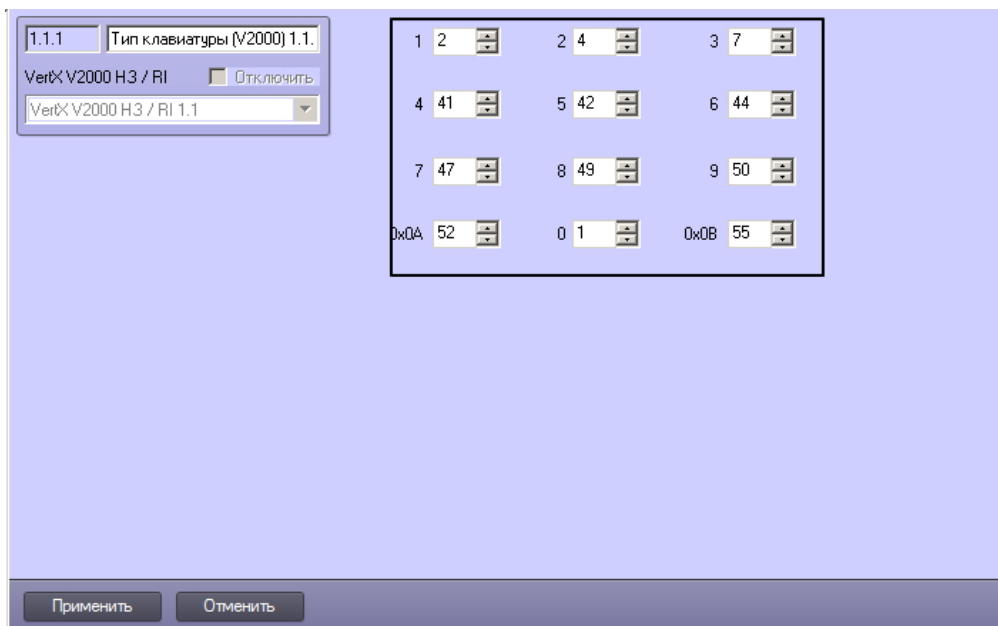 1.1.1 Тип клавиатуры (V2000) 1.1.
VertX V2000 H3 / RI Отключить
VertX V2000 H3 / RI 1.1
1 2 2 4 3 7
4 41 5 42 6 44
7 47 8 49 9 50
0x0A 52 0 1 0x0B 55
Применить Отменить